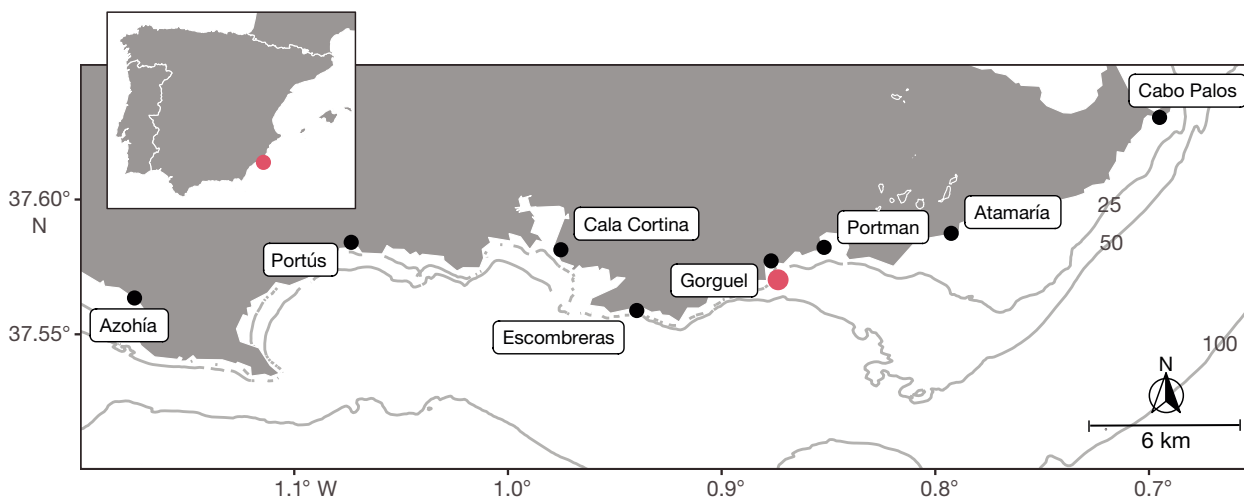 Cabo Palos
37.60°
N
25
Atamaría
Cala Cortina
Portman
50
Portús
Gorguel
Azohía
Escombreras
37.55°
100
N
6 km
1.1° W
1.0°
0.9°
0.8°
0.7°